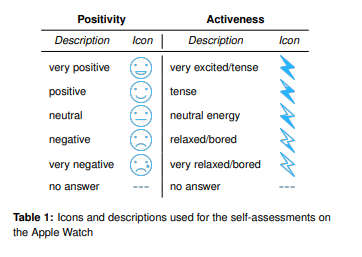 Positivity Activeness
Description Icon Description Icon
very positive very excited/tense
positive tense
neutral neutral energy
negative relaxed/bored
very negative very relaxed/bored
no answer --- no answer ---
Table 1: Icons and descriptions used for the self-assessments on
the Apple Watch